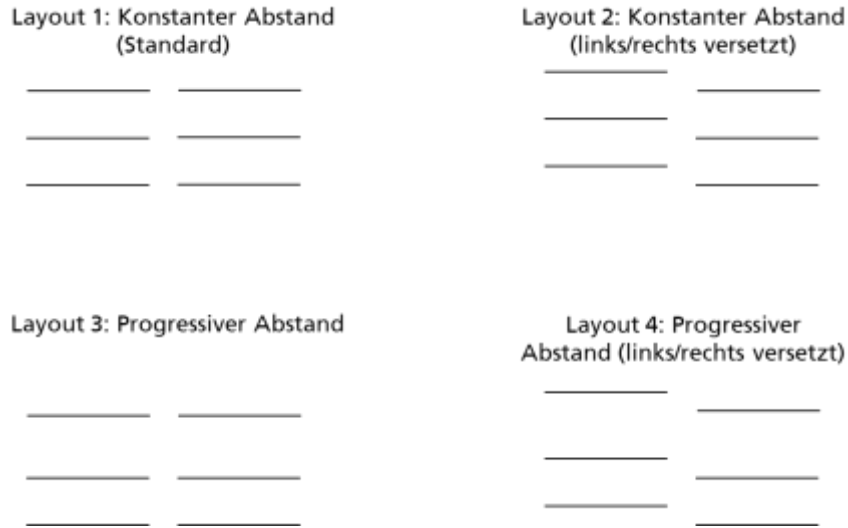 Layout 1: Konstanter Abstand
(Standard)
Layout 2: Konstanter Abstand
(links/rechts versetzt)
Layout 3: Progressiver Abstand
Layout 4: Progressiver
Abstand (links/rechts versetzt)